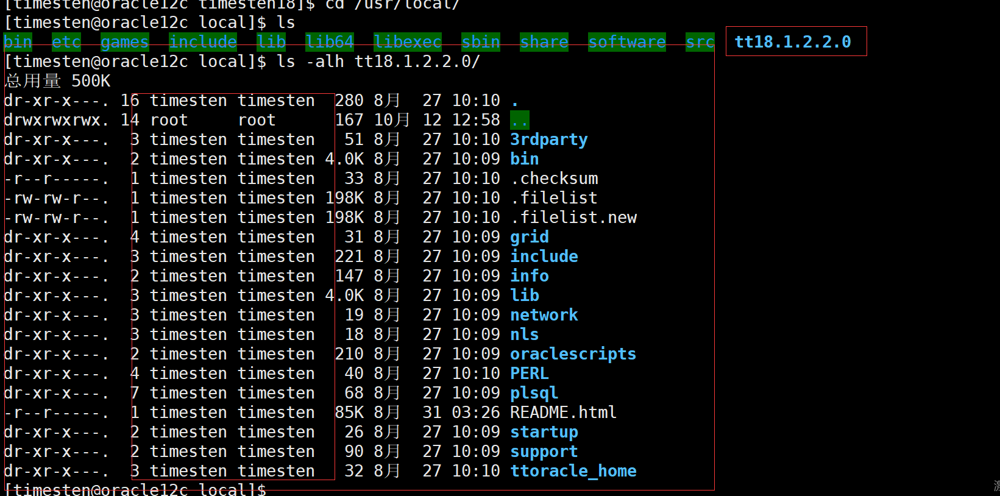 [timesten@oracle12c timesten18]$ cd /usr/local/
[timesten@oracle12c local]$ ls
bin  etc  games  include  lib  lib64  libexec  sbin  share  software  src  tt18.1.2.2.0
[timesten@oracle12c local]$ ls -alh tt18.1.2.2.0/
总用量 500K
dr-xr-x---. 16 timesten timesten  280 8月  27 10:10 .
drwxrwxrwx. 14 root     root      167 10月 12 12:58 ..
dr-xr-x---.  3 timesten timesten   51 8月  27 10:10 3rdparty
dr-xr-x---.  2 timesten timesten 4.0K 8月  27 10:09 bin
-r--r-----.  1 timesten timesten   33 8月  27 10:10 .checksum
-rw-rw-r--.  1 timesten timesten 198K 8月  27 10:10 .filelist
-rw-rw-r--.  1 timesten timesten 198K 8月  27 10:10 .filelist.new
dr-xr-x---.  4 timesten timesten   31 8月  27 10:09 grid
dr-xr-x---.  3 timesten timesten  221 8月  27 10:09 include
dr-xr-x---.  2 timesten timesten  147 8月  27 10:09 info
dr-xr-x---.  3 timesten timesten 4.0K 8月  27 10:09 lib
dr-xr-x---.  3 timesten timesten   19 8月  27 10:09 network
dr-xr-x---.  3 timesten timesten   18 8月  27 10:09 nls
dr-xr-x---.  2 timesten timesten  210 8月  27 10:09 oraclescripts
dr-xr-x---.  4 timesten timesten   40 8月  27 10:10 PERL
dr-xr-x---.  7 timesten timesten   68 8月  27 10:09 plsql
-r--r-----.  1 timesten timesten  85K 8月  31 03:26 README.html
dr-xr-x---.  2 timesten timesten   26 8月  27 10:09 startup
dr-xr-x---.  2 timesten timesten   90 8月  27 10:09 support
dr-xr-x---.  3 timesten timesten   32 8月  27 10:10 ttoracle_home
[timesten@oracle12c local]$